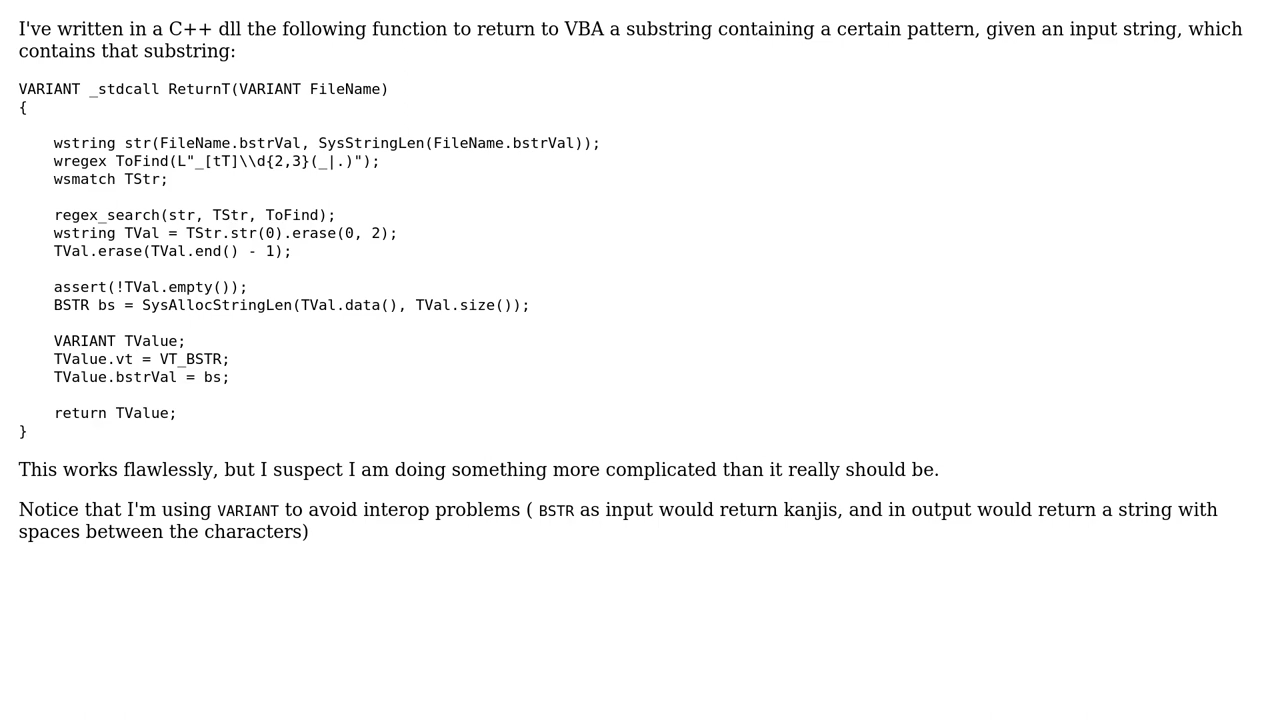 I've written in a C++ dll the following function to return to VBA a substring containing a certain pattern, given an input string, which
contains that substring:
VARIANT _stdcall ReturnT(VARIANT FileName)
{
    wstring str(FileName.bstrVal, SysStringLen(FileName.bstrVal));
    wregex ToFind(L"_[tT]\\d{2,3}(_|.)");
    wsmatch TStr;
    regex_search(str, TStr, ToFind);
    wstring TVal = TStr.str(0).erase(0, 2);
    TVal.erase(TVal.end() - 1);
    assert(!TVal.empty());
    BSTR bs = SysAllocStringLen(TVal.data(), TVal.size());
    VARIANT TValue;
    TValue.vt = VT_BSTR;
    TValue.bstrVal = bs;
    return TValue;
}
This works flawlessly, but I suspect I am doing something more complicated than it really should be.
Notice that I'm using VARIANT to avoid interop problems ( BSTR as input would return kanjis, and in output would return a string with
spaces between the characters)